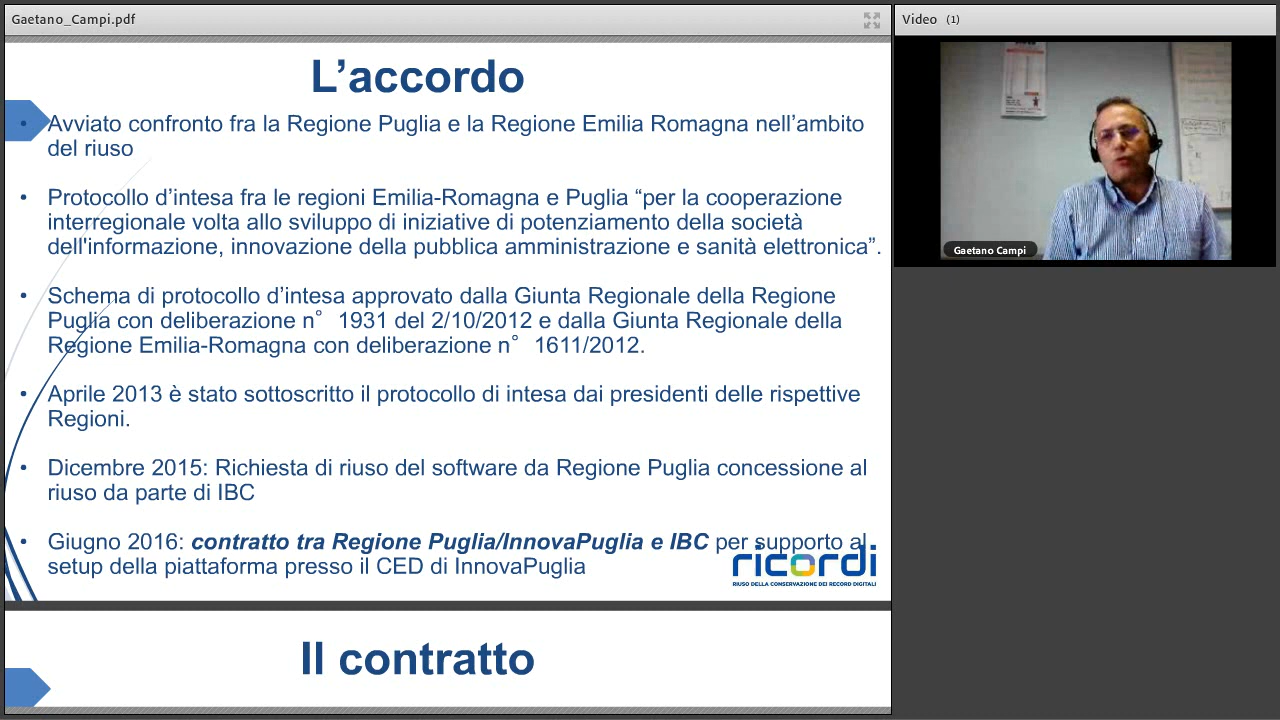 Gaetano_Campi.pdf
Video (1)
L’accordo
• Avviato confronto fra la Regione Puglia e la Regione Emilia Romagna nell’ambito
del riuso
• Protocollo d’intesa fra le regioni Emilia-Romagna e Puglia “per la cooperazione
interregionale volta allo sviluppo di iniziative di potenziamento della società
dell'informazione, innovazione della pubblica amministrazione e sanità elettronica”.
• Schema di protocollo d’intesa approvato dalla Giunta Regionale della Regione
Puglia con deliberazione n° 1931 del 2/10/2012 e dalla Giunta Regionale della
Regione Emilia-Romagna con deliberazione n° 1611/2012.
• Aprile 2013 è stato sottoscritto il protocollo di intesa dai presidenti delle rispettive
Regioni.
• Dicembre 2015: Richiesta di riuso del software da Regione Puglia concessione al
riuso da parte di IBC
• Giugno 2016: contratto tra Regione Puglia/InnovaPuglia e IBC per supporto al
setup della piattaforma presso il CED di InnovaPuglia
ricordi
RIUSO DELLA CONSERVAZIONE DEI RECORD DIGITALI
Il contratto
Gaetano Campi